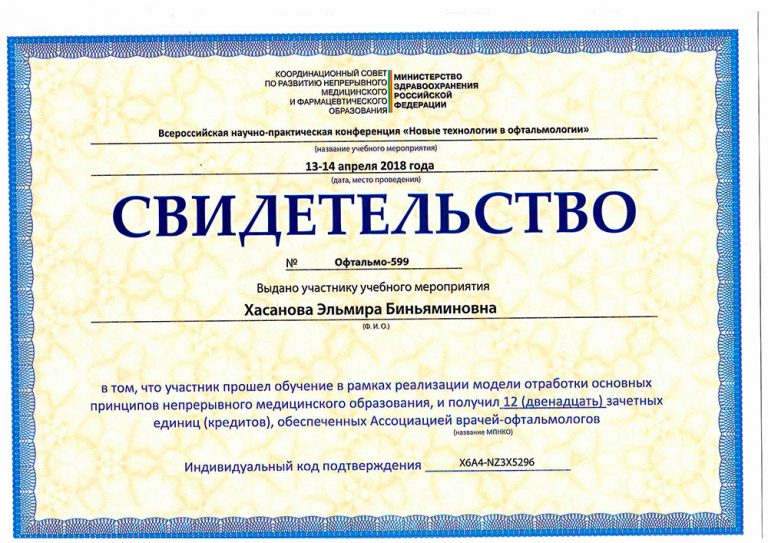 КООРДИНАЦИОННЫЙ СОВЕТ
ПО РАЗВИТИЮ НЕПРЕРЫВНОГО
МЕДИЦИНСКОГО
И ФАРМАЦЕВТИЧЕСКОГО
ОБРАЗОВАНИЯ
МИНИСТЕРСТВО
ЗДРАВООХРАНЕНИЯ
РОССИЙСКОЙ
ФЕДЕРАЦИИ
Всероссийская научно-практическая конференция «Новые технологии в офтальмологии»
(название учебного мероприятия)
13-14 апреля 2018 года
(дата, место проведения)
СВИДЕТЕЛЬСТВО
№ Офтальмо-599
Выдано участнику учебного мероприятия
Хасанова Эльмира Биньяминовна
(Ф. И. О.)
в том, что участник прошел обучение в рамках реализации модели отработки основных
принципов непрерывного медицинского образования, и получил 12 (двенадцать) зачетных
единиц (кредитов), обеспеченных Ассоциацией врачей-офтальмологов
(название МПНКО)
Индивидуальный код подтверждения X6A4-NZ3X5296